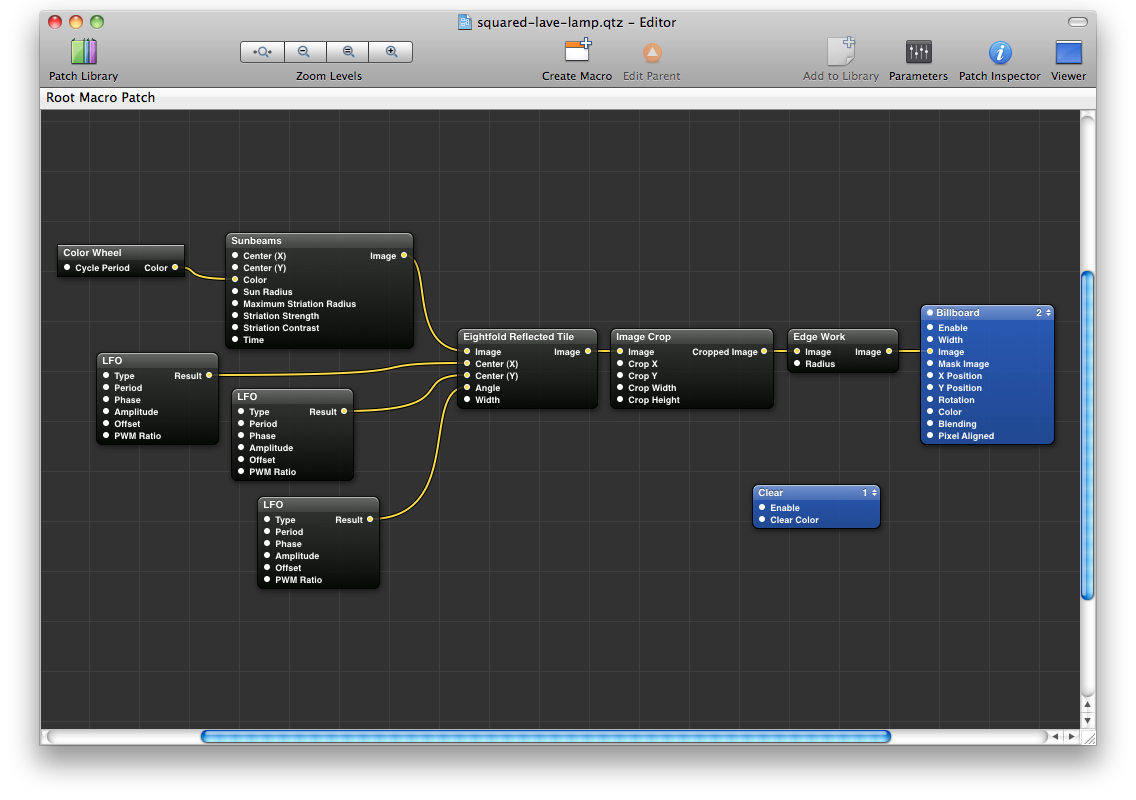 squared-lave-lamp.qtz – Editor
Patch Library
Zoom Levels
Create Macro
Edit Parent
Add to Library
Parameters
Patch Inspector
Viewer
Root Macro Patch
Color Wheel
Cycle Period Color
Sunbeams
Center (X) Image
Center (Y)
Color
Sun Radius
Maximum Striation Radius
Striation Strength
Striation Contrast
Time
LFO
Type Result
Period
Phase
Amplitude
Offset
PWM Ratio
LFO
Type Result
Period
Phase
Amplitude
Offset
PWM Ratio
LFO
Type Result
Period
Phase
Amplitude
Offset
PWM Ratio
Eightfold Reflected Tile
Image Image
Center (X)
Center (Y)
Angle
Width
Image Crop
Image Cropped Image
Crop X
Crop Y
Crop Width
Crop Height
Edge Work
Image Image
Radius
Billboard 2
Enable
Width
Image
Mask Image
X Position
Y Position
Rotation
Color
Blending
Pixel Aligned
Clear 1
Enable
Clear Color